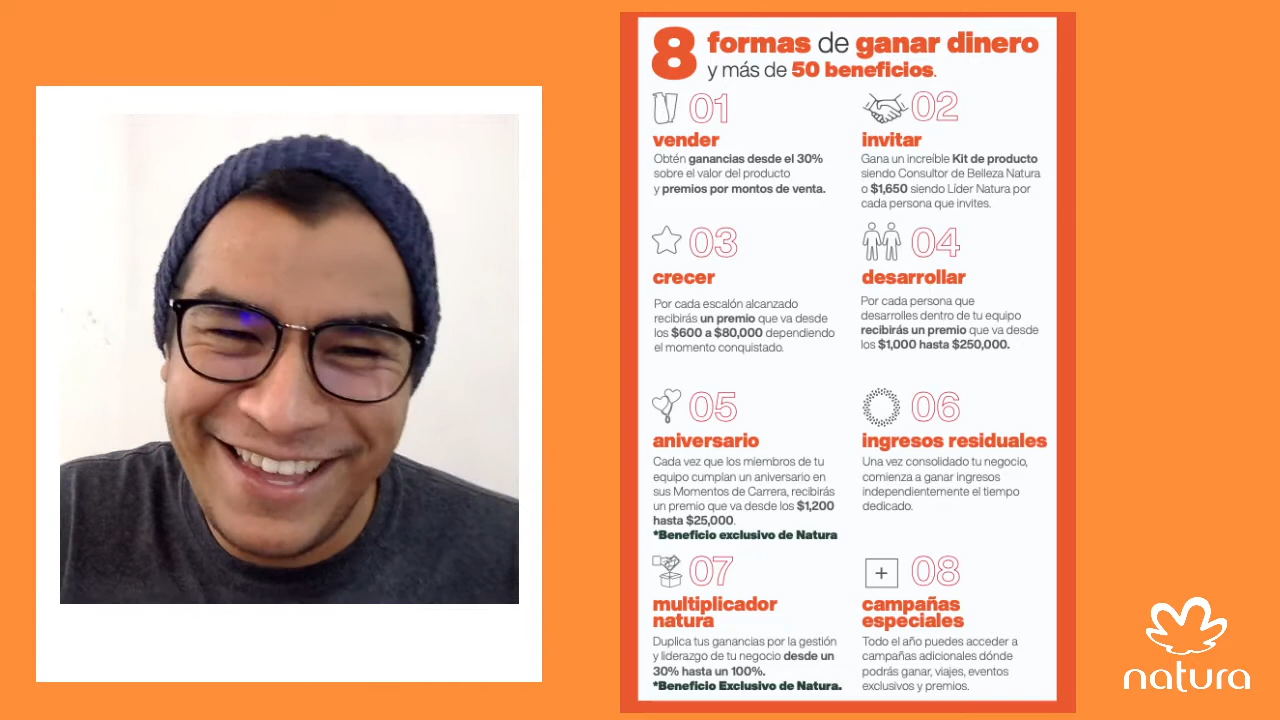 8 formas de ganar dinero
y más de 50 beneficios.
01
vender
Obtén ganancias desde el 30%
sobre el valor del producto
y premios por montos de venta.
02
invitar
Gana un increíble Kit de producto
siendo Consultor de Belleza Natura
o $1,650 siendo Líder Natura por
cada persona que invites.
03
crecer
Por cada escalón alcanzado
recibirás un premio que va desde
los $600 a $80,000 dependiendo
el momento conquistado.
04
desarrollar
Por cada persona que
desarrolles dentro de tu equipo
recibirás un premio que va desde
los $1,000 hasta $250,000.
05
aniversario
Cada vez que los miembros de tu
equipo cumplan un aniversario en
sus Momentos de Carrera, recibirás
un premio que va desde los $1,200
hasta $25,000.
*Beneficio exclusivo de Natura
06
ingresos residuales
Una vez consolidado tu negocio,
comienza a ganar ingresos
independientemente el tiempo
dedicado.
07
multiplicador
natura
Duplica tus ganancias por la gestión
y liderazgo de tu negocio desde un
30% hasta un 100%.
*Beneficio Exclusivo de Natura.
08
campañas
especiales
Todo el año puedes acceder a
campañas adicionales dónde
podrás ganar, viajes, eventos
exclusivos y premios.
natura